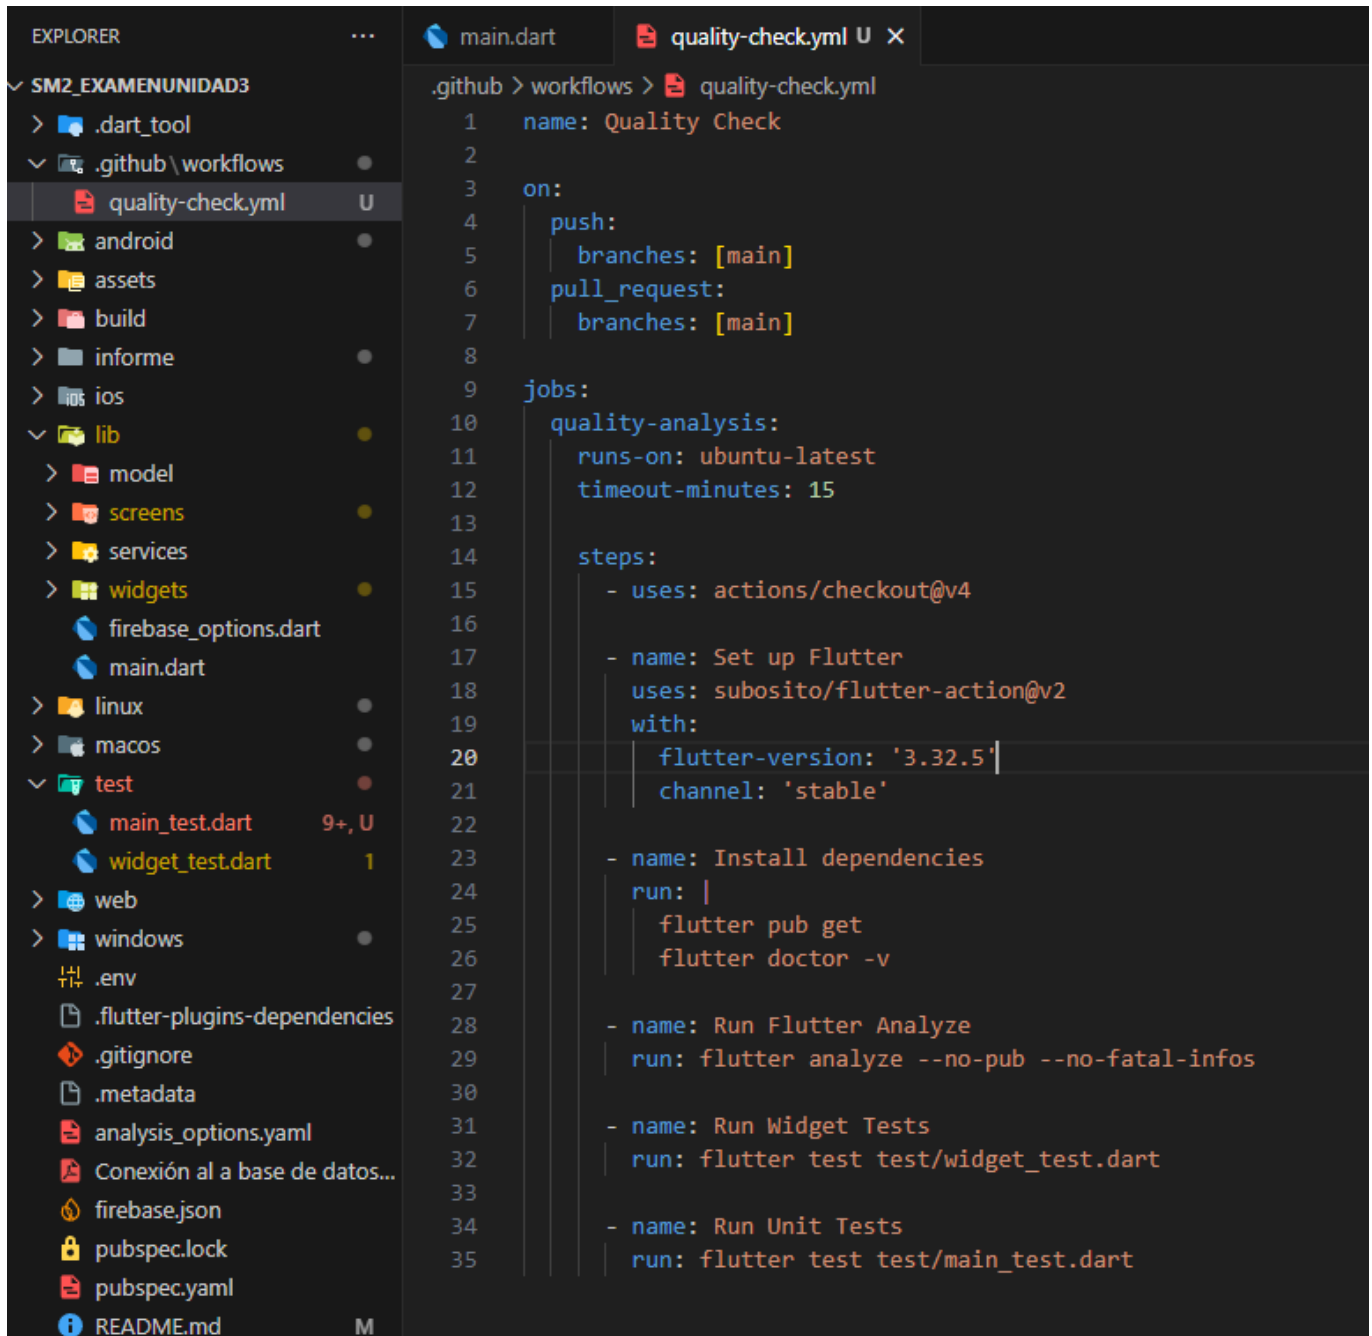 EXPLORER
SM2_EXAMENUNIDAD3
.dart_tool
.github\workflows
quality-check.yml U
android
assets
build
informe
ios
lib
model
screens
services
widgets
firebase_options.dart
main.dart
linux
macos
test
main_test.dart 9+, U
widget_test.dart 1
web
windows
.env
.flutter-plugins-dependencies
.gitignore
.metadata
analysis_options.yaml
Conexión al a base de datos...
firebase.json
pubspec.lock
pubspec.yaml
README.md M
main.dart quality-check.yml U
.github > workflows > quality-check.yml
1 name: Quality Check
2
3 on:
4 push:
5 branches: [main]
6 pull_request:
7 branches: [main]
8
9 jobs:
10 quality-analysis:
11 runs-on: ubuntu-latest
12 timeout-minutes: 15
13
14 steps:
15 - uses: actions/checkout@v4
16
17 - name: Set up Flutter
18 uses: subosito/flutter-action@v2
19 with:
20 flutter-version: '3.32.5'
21 channel: 'stable'
22
23 - name: Install dependencies
24 run: |
25 flutter pub get
26 flutter doctor -v
27
28 - name: Run Flutter Analyze
29 run: flutter analyze --no-pub --no-fatal-infos
30
31 - name: Run Widget Tests
32 run: flutter test test/widget_test.dart
33
34 - name: Run Unit Tests
35 run: flutter test test/main_test.dart